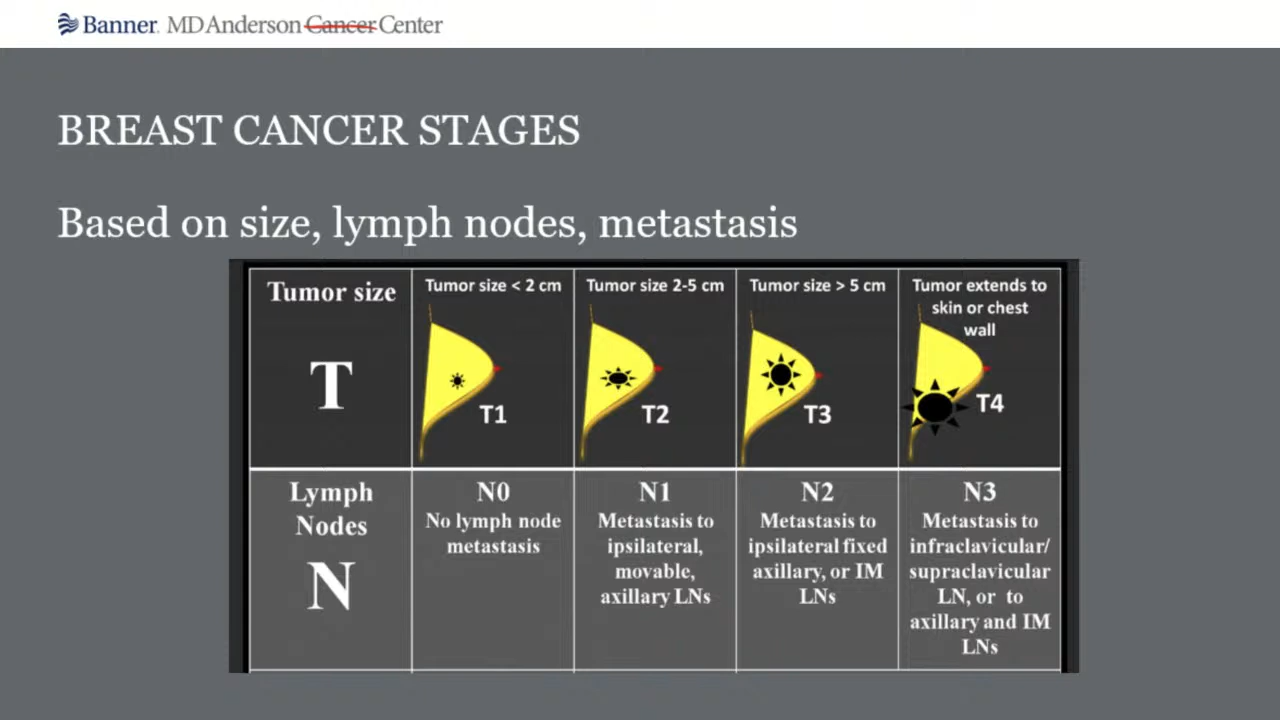 Banner. MD Anderson Cancer Center
BREAST CANCER STAGES
Based on size, lymph nodes, metastasis
Tumor size
T
Tumor size < 2 cm
T1
Tumor size 2-5 cm
T2
Tumor size > 5 cm
T3
Tumor extends to
skin or chest
wall
T4
Lymph
Nodes
N
N0
No lymph node
metastasis
N1
Metastasis to
ipsilateral,
movable,
axillary LNs
N2
Metastasis to
ipsilateral fixed
axillary, or IM
LNs
N3
Metastasis to
infraclavicular/
supraclavicular
LN, or to
axillary and IM
LNs